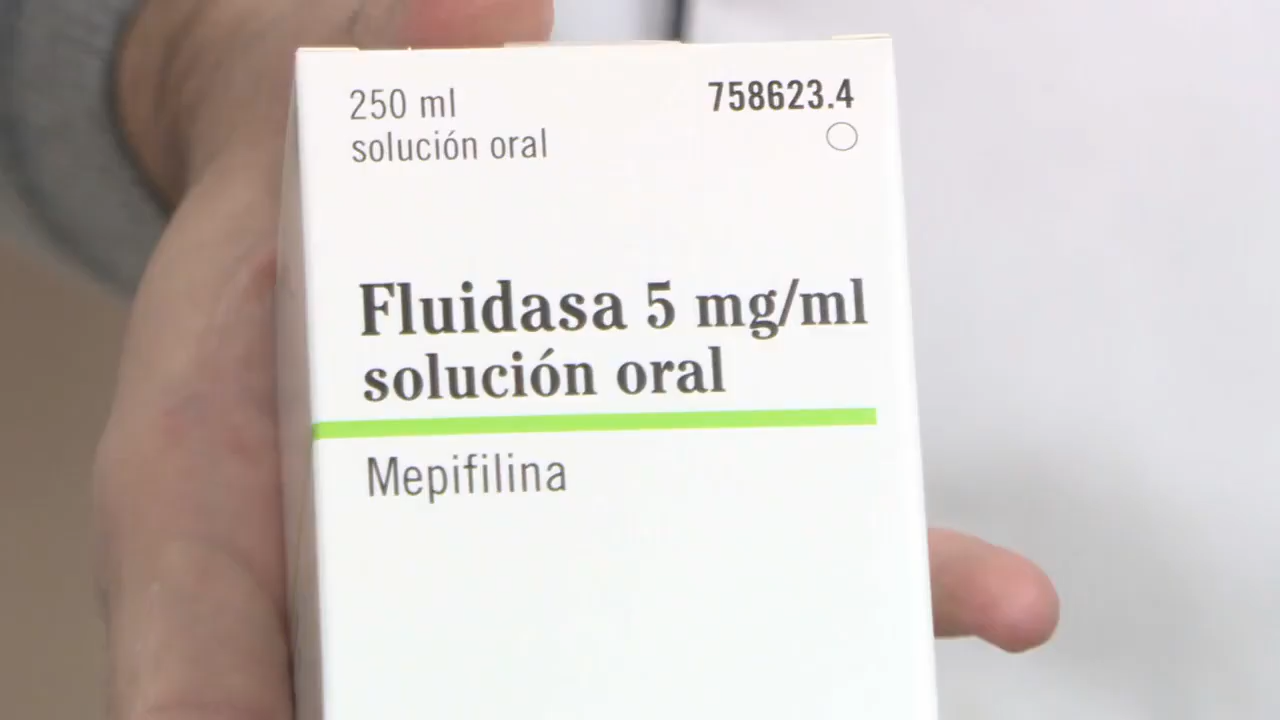 250 ml
solución oral
758623.4
Fluidasa 5 mg/ml
solución oral
Mepifilina